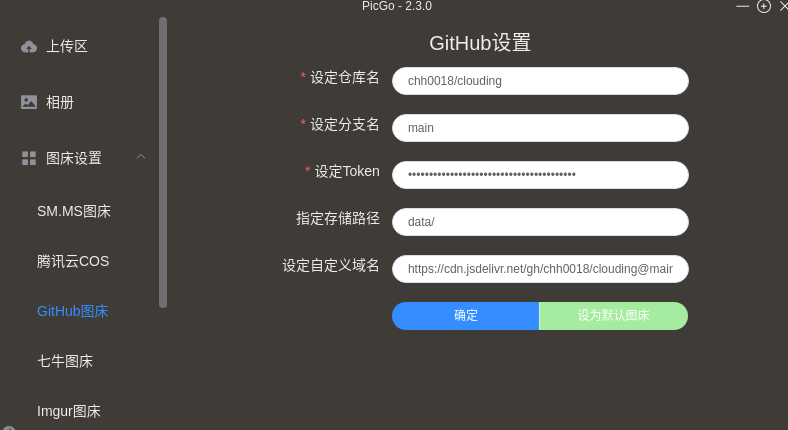 PicGo - 2.3.0
上传区
相册
图床设置
SM.MS图床
腾讯云COS
GitHub图床
七牛图床
Imgur图床
GitHub设置
* 设定仓库名
chh0018/clouding
* 设定分支名
main
* 设定Token
••••••••••••••••••••••••••••••••••••••••
指定存储路径
data/
设定自定义域名
https://cdn.jsdelivr.net/gh/chh0018/clouding@mair
确定
设为默认图床